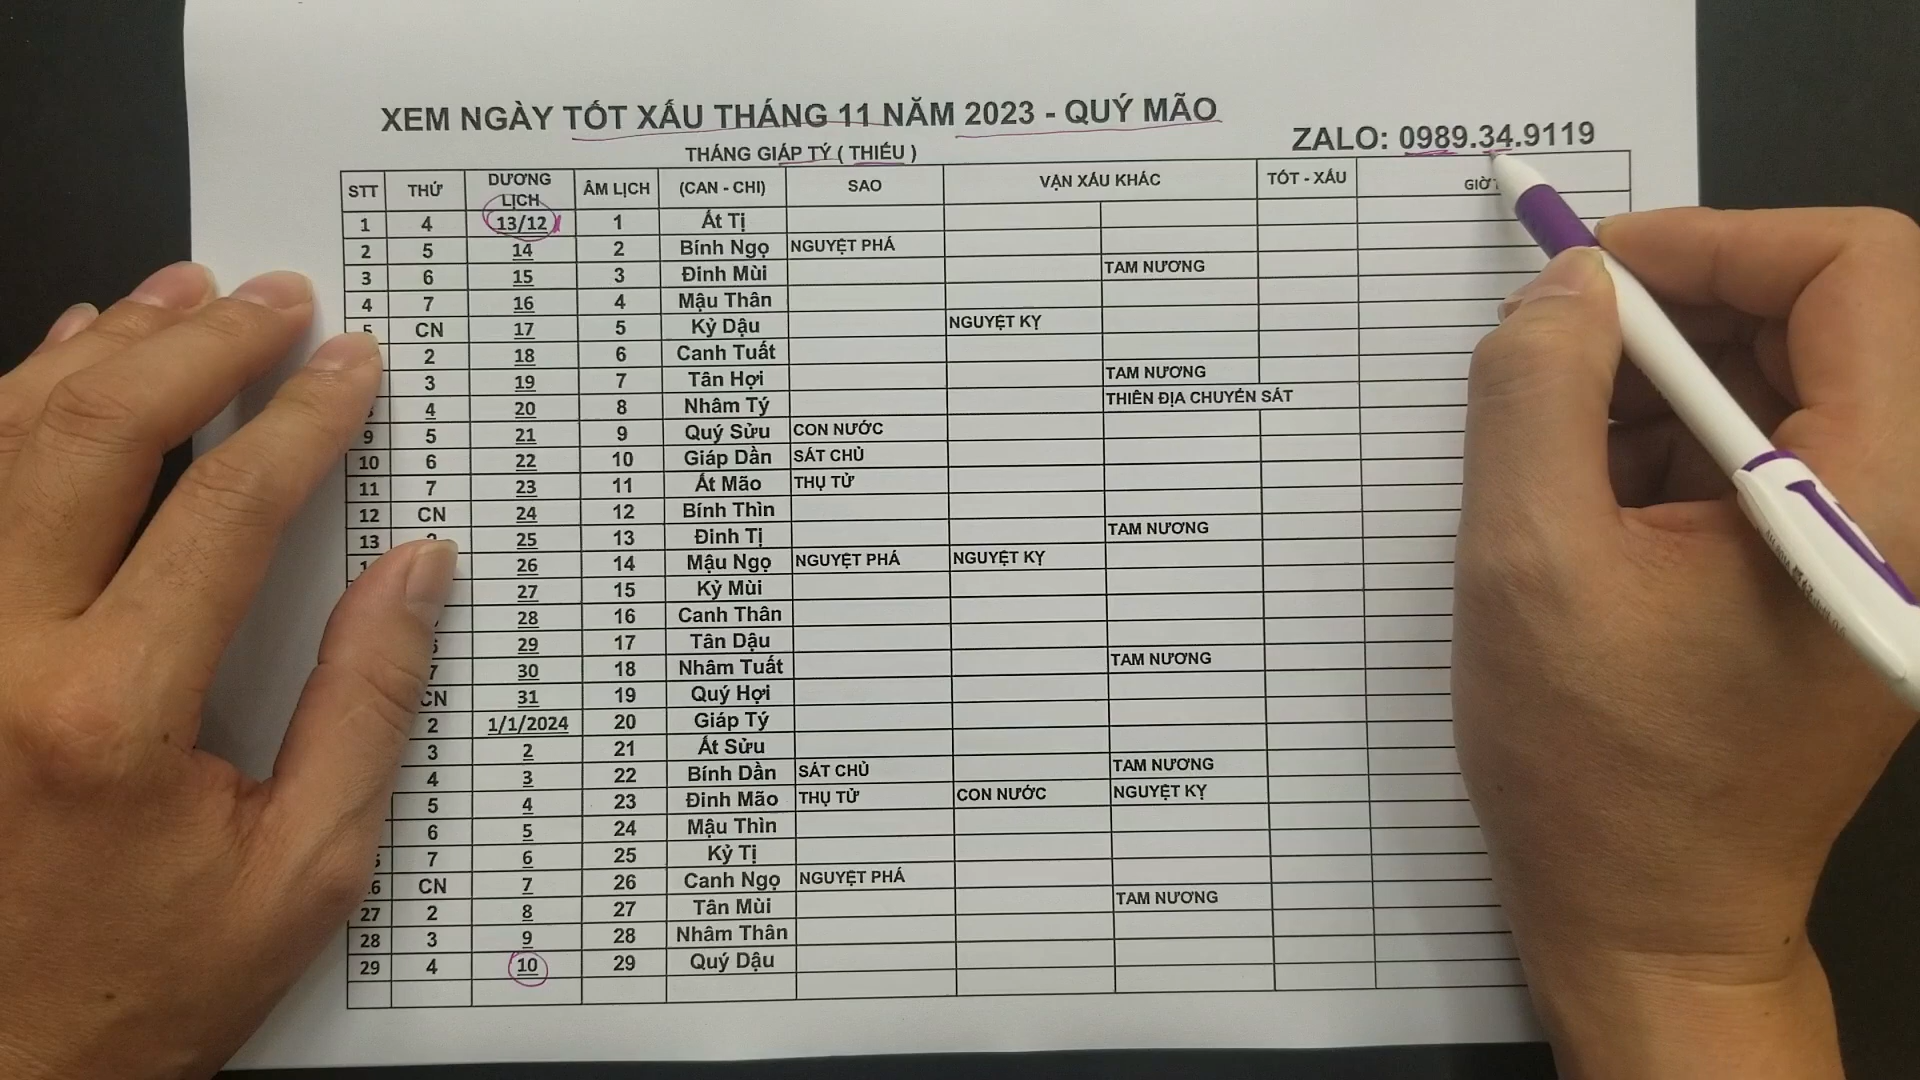 XEM NGÀY TỐT XẤU THÁNG 11 NĂM 2023 - QUÝ MÃO
ZALO: 0989.34.9119
THÁNG GIÁP TÝ ( THIẾU )
STT THỨ DƯƠNG LỊCH ÂM LỊCH (CAN - CHI) SAO VẬN XẤU KHÁC TỐT - XẤU GIỜ
1 4 13/12 1 Ất Tị
2 5 14 2 Bính Ngọ NGUYỆT PHÁ
3 6 15 3 Đinh Mùi TAM NƯƠNG
4 7 16 4 Mậu Thân
5 CN 17 5 Kỷ Dậu NGUYỆT KỴ
2 18 6 Canh Tuất
3 19 7 Tân Hợi TAM NƯƠNG
4 20 8 Nhâm Tý THIÊN ĐỊA CHUYỂN SÁT
9 5 21 9 Quý Sửu CON NƯỚC
10 6 22 10 Giáp Dần SÁT CHỦ
11 7 23 11 Ất Mão THỤ TỬ
12 CN 24 12 Bính Thìn
13 25 13 Đinh Tị TAM NƯƠNG
26 14 Mậu Ngọ NGUYỆT PHÁ NGUYỆT KỴ
27 15 Kỷ Mùi
28 16 Canh Thân
29 17 Tân Dậu
7 30 18 Nhâm Tuất TAM NƯƠNG
CN 31 19 Quý Hợi
2 1/1/2024 20 Giáp Tý
3 2 21 Ất Sửu
4 3 22 Bính Dần SÁT CHỦ TAM NƯƠNG
5 4 23 Đinh Mão THỤ TỬ CON NƯỚC NGUYỆT KỴ
6 5 24 Mậu Thìn
7 6 25 Kỷ Tị
CN 7 26 Canh Ngọ NGUYỆT PHÁ
27 2 8 27 Tân Mùi TAM NƯƠNG
28 3 9 28 Nhâm Thân
29 4 10 29 Quý Dậu